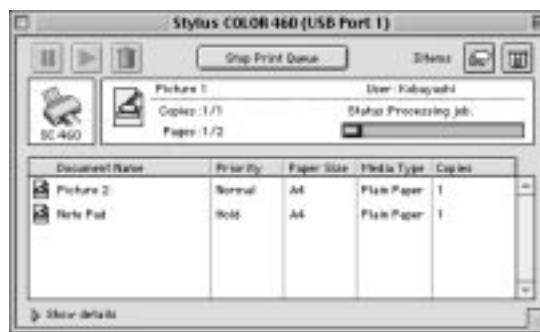 Stylus COLOR 460 (USB Port 1)
Stop Print Queue
3 Items
SC 460
Picture 1
User: Kobayashi
Copies: 1/1
Status: Processing job.
Pages: 1/2
Document Name Priority Paper Size Media Type Copies
Picture 2 Normal A4 Plain Paper 1
Note Pad Hold A4 Plain Paper 1
Show details